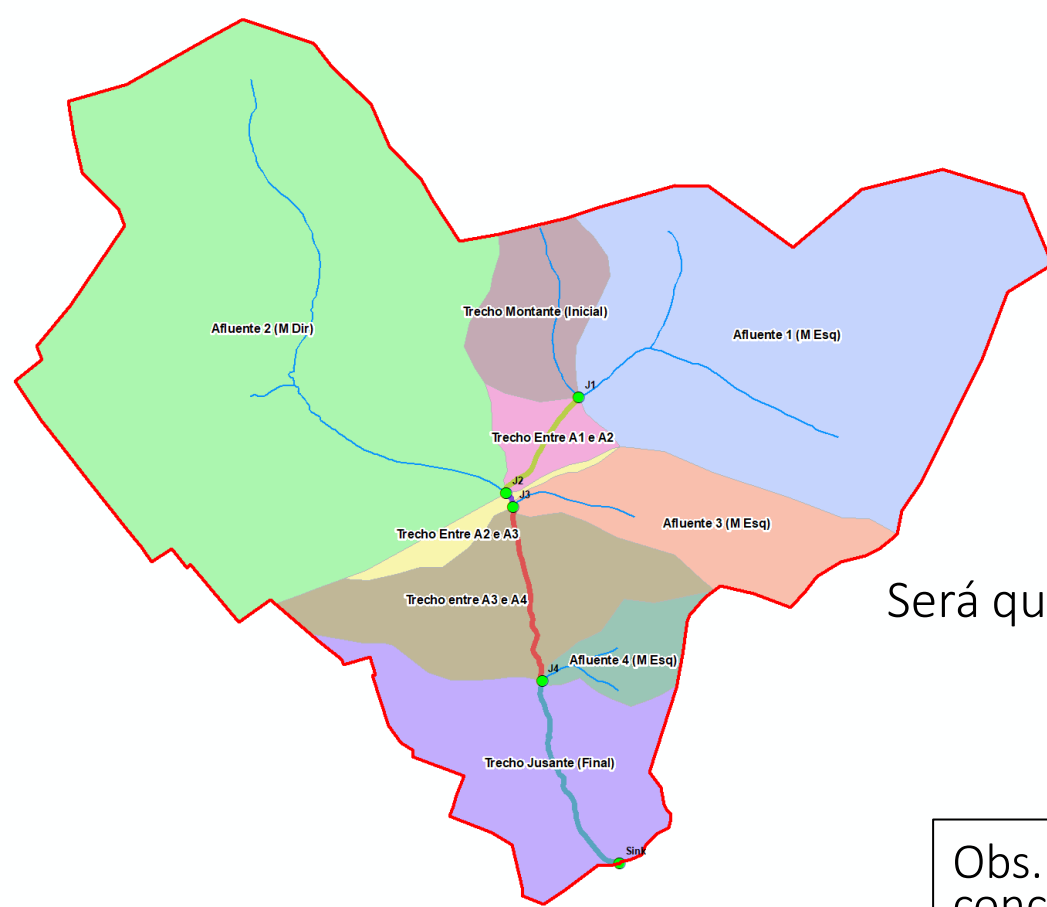 Trecho Montante (Inicial)
Afluente 2 (M Dir)
Afluente 1 (M Esq)
J1
Trecho Entre A1 e A2
J2
J3
Afluente 3 (M Esq)
Trecho Entre A2 e A3
Trecho entre A3 e A4
Será qu
Afluente 4 (M Esq)
J4
Trecho Jusante (Final)
Sink
Obs.